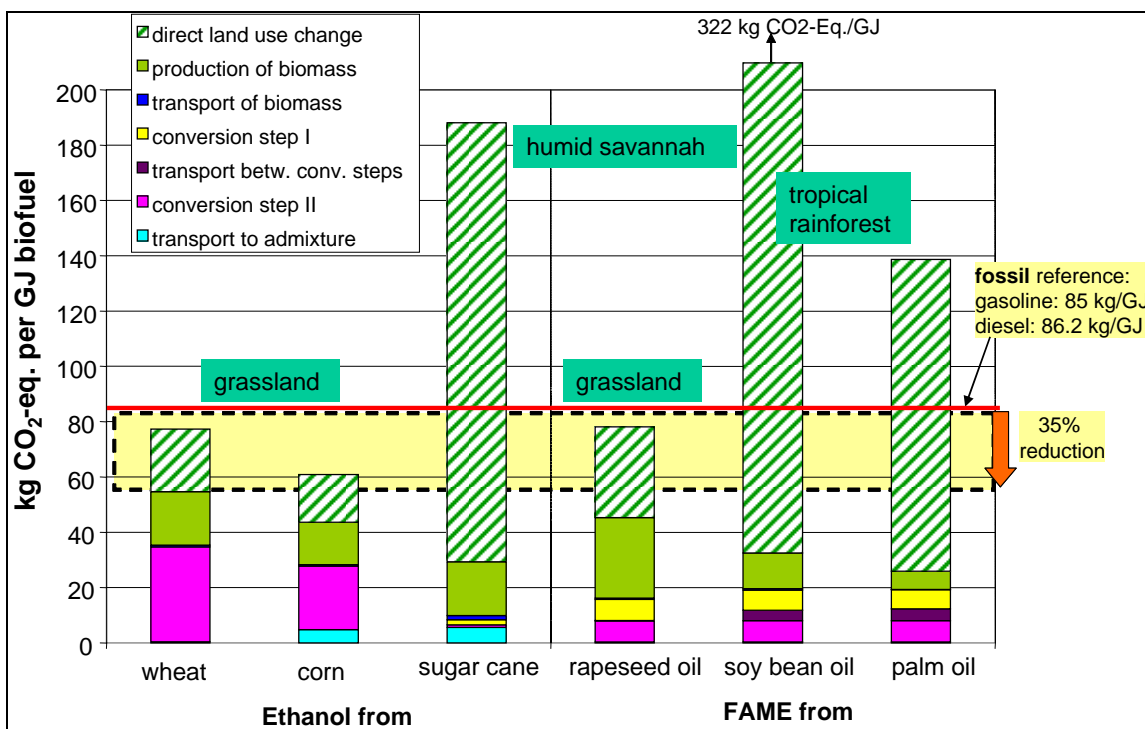 322 kg CO2-Eq./GJ
direct land use change
production of biomass
transport of biomass
conversion step I
transport betw. conv. steps
conversion step II
transport to admixture
kg CO₂-eq. per GJ biofuel
200
180
160
140
120
100
80
60
40
20
0
humid savannah
tropical
rainforest
grassland
grassland
fossil reference:
gasoline: 85 kg/GJ
diesel: 86.2 kg/GJ
35%
reduction
wheat
corn
sugar cane
rapeseed oil
soy bean oil
palm oil
Ethanol from
FAME from